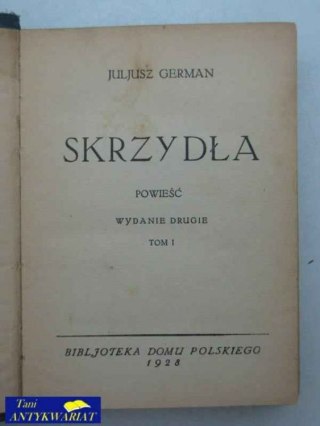 JULJUSZ GERMAN
SKRZYDŁA
POWIEŚĆ
WYDANIE DRUGIE
TOM I
BIBLJOTEKA DOMU POLSKIEGO
1928
Tani
ANTYKWARIAT